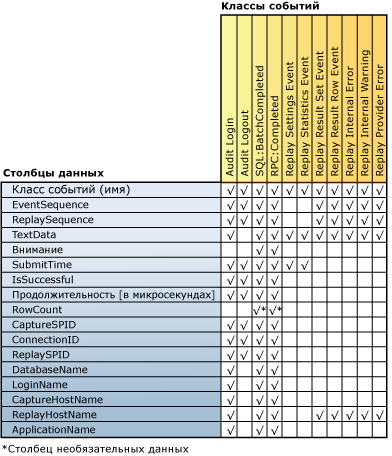 Классы событий
Столбцы данных
Audit Login
Audit Logout
SQL:BatchCompleted
RPC:Completed
Replay Settings Event
Replay Statistics Event
Replay Result Set Event
Replay Result Row Event
Replay Internal Error
Replay Internal Warning
Replay Provider Error
Класс событий (имя) √ √ √ √ √ √ √ √ √ √ √
EventSequence √ √ √ √ √ √ √ √ √
ReplaySequence √ √ √ √ √ √ √ √ √
TextData √ √ √ √ √ √ √ √ √ √
Внимание √ √
SubmitTime √ √ √ √ √ √
IsSuccessful √ √ √ √
Продолжительность [в микросекундах] √ √ √ √
RowCount √* √*
CaptureSPID √ √ √ √
ConnectionID √ √ √ √
ReplaySPID √ √ √ √
DatabaseName √ √ √
LoginName √ √ √
CaptureHostName √ √ √
ReplayHostName √ √ √ √ √ √ √ √
ApplicationName √ √ √
*Столбец необязательных данных